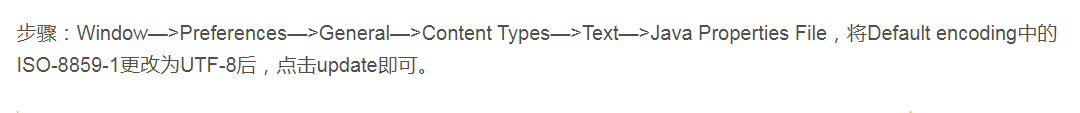 步骤：Window—>Preferences—>General—>Content Types—>Text—>Java Properties File，将Default encoding中的
ISO-8859-1更改为UTF-8后，点击update即可。